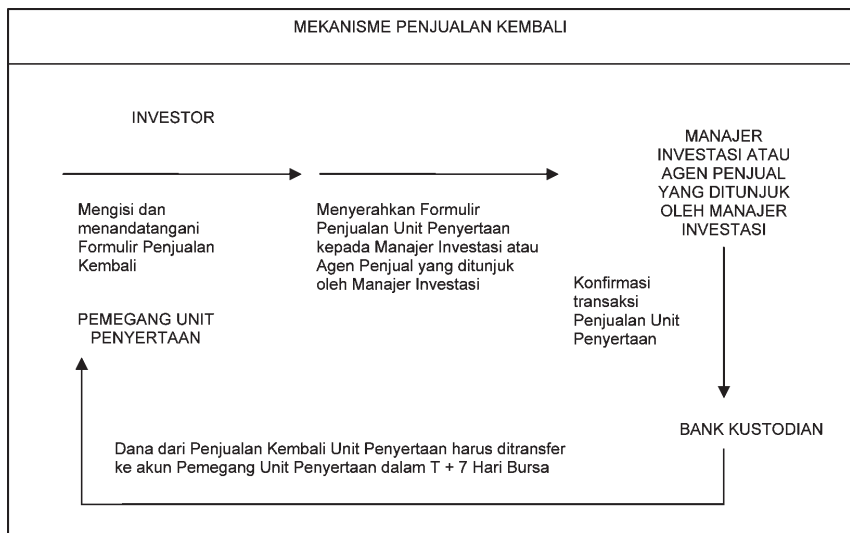 MEKANISME PENJUALAN KEMBALI
INVESTOR
Mengisi dan
menandatangani
Formulir Penjualan
Kembali
Menyerahkan Formulir
Penjualan Unit Penyertaan
kepada Manajer Investasi atau
Agen Penjual yang ditunjuk
oleh Manajer Investasi
MANAJER
INVESTASI ATAU
AGEN PENJUAL
YANG DITUNJUK
OLEH MANAJER
INVESTASI
Konfirmasi
transaksi
Penjualan Unit
Penyertaan
BANK KUSTODIAN
Dana dari Penjualan Kembali Unit Penyertaan harus ditransfer
ke akun Pemegang Unit Penyertaan dalam T + 7 Hari Bursa
PEMEGANG UNIT
PENYERTAAN